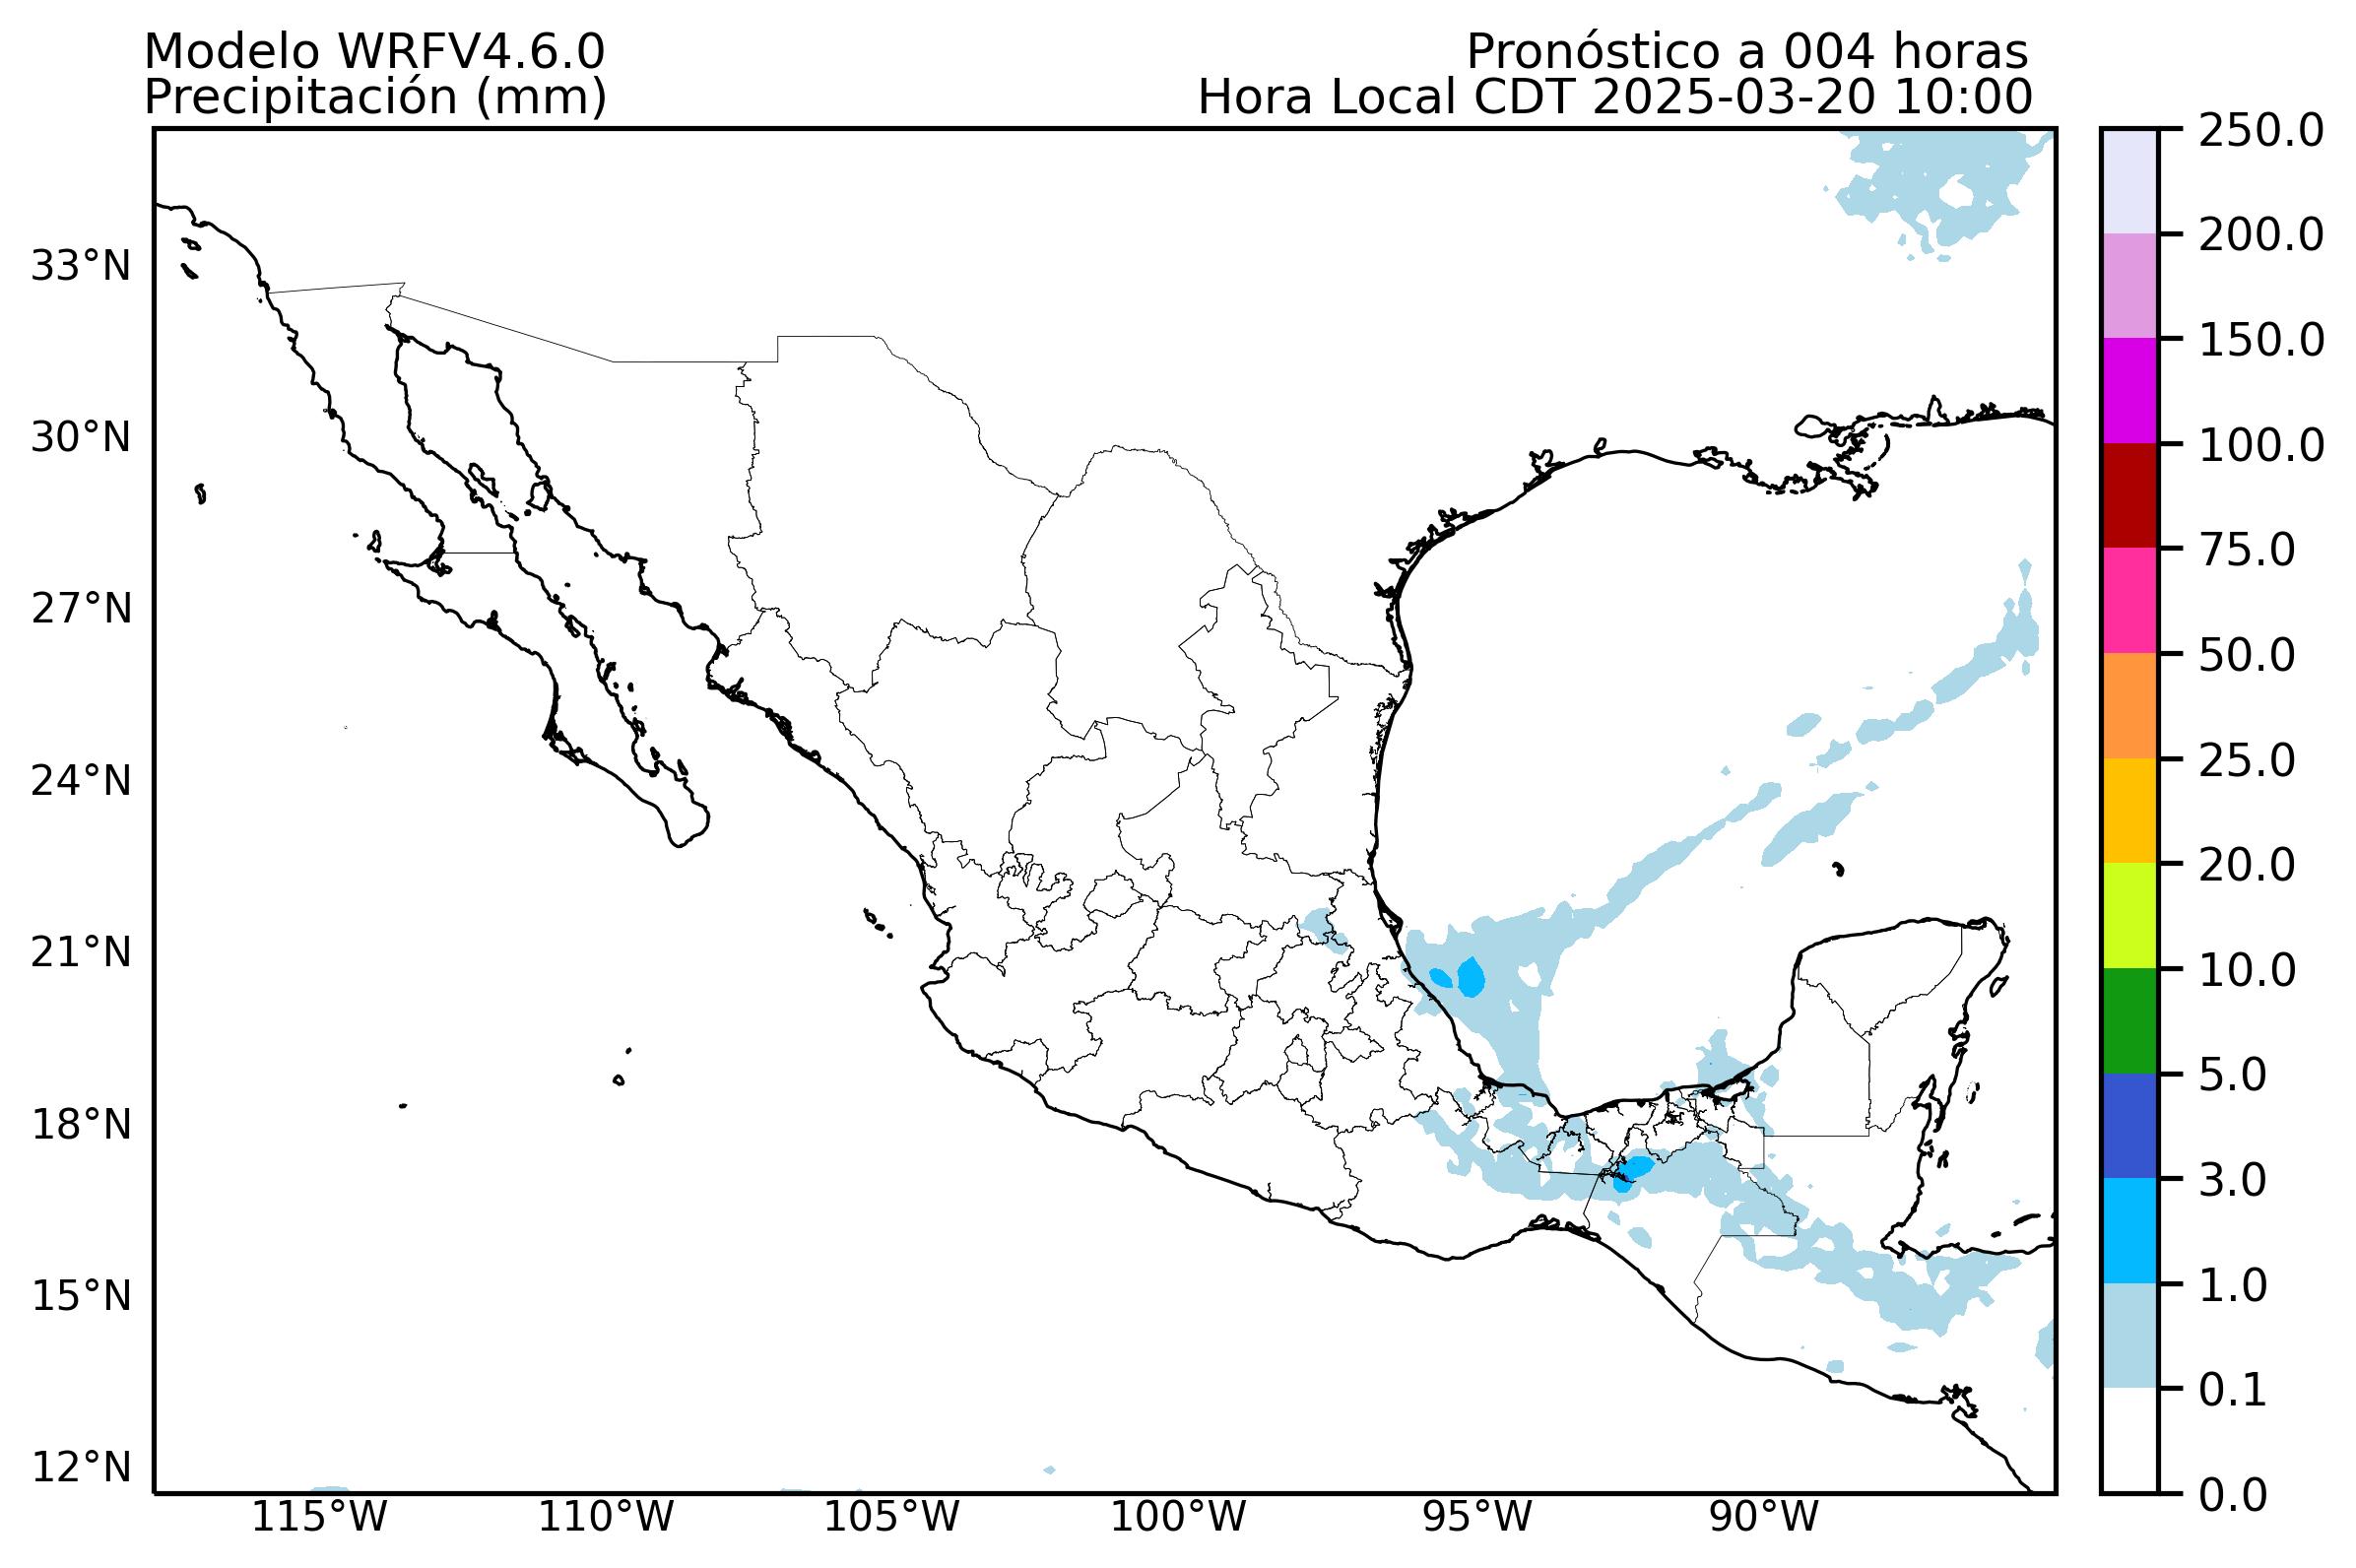 Modelo WRFV4.6.0
Precipitación (mm)
Pronóstico a 004 horas
Hora Local CDT 2025-03-20 10:00
33°N
30°N
27°N
24°N
21°N
18°N
15°N
12°N
115°W
110°W
105°W
100°W
95°W
90°W
250.0
200.0
150.0
100.0
75.0
50.0
25.0
20.0
10.0
5.0
3.0
1.0
0.1
0.0